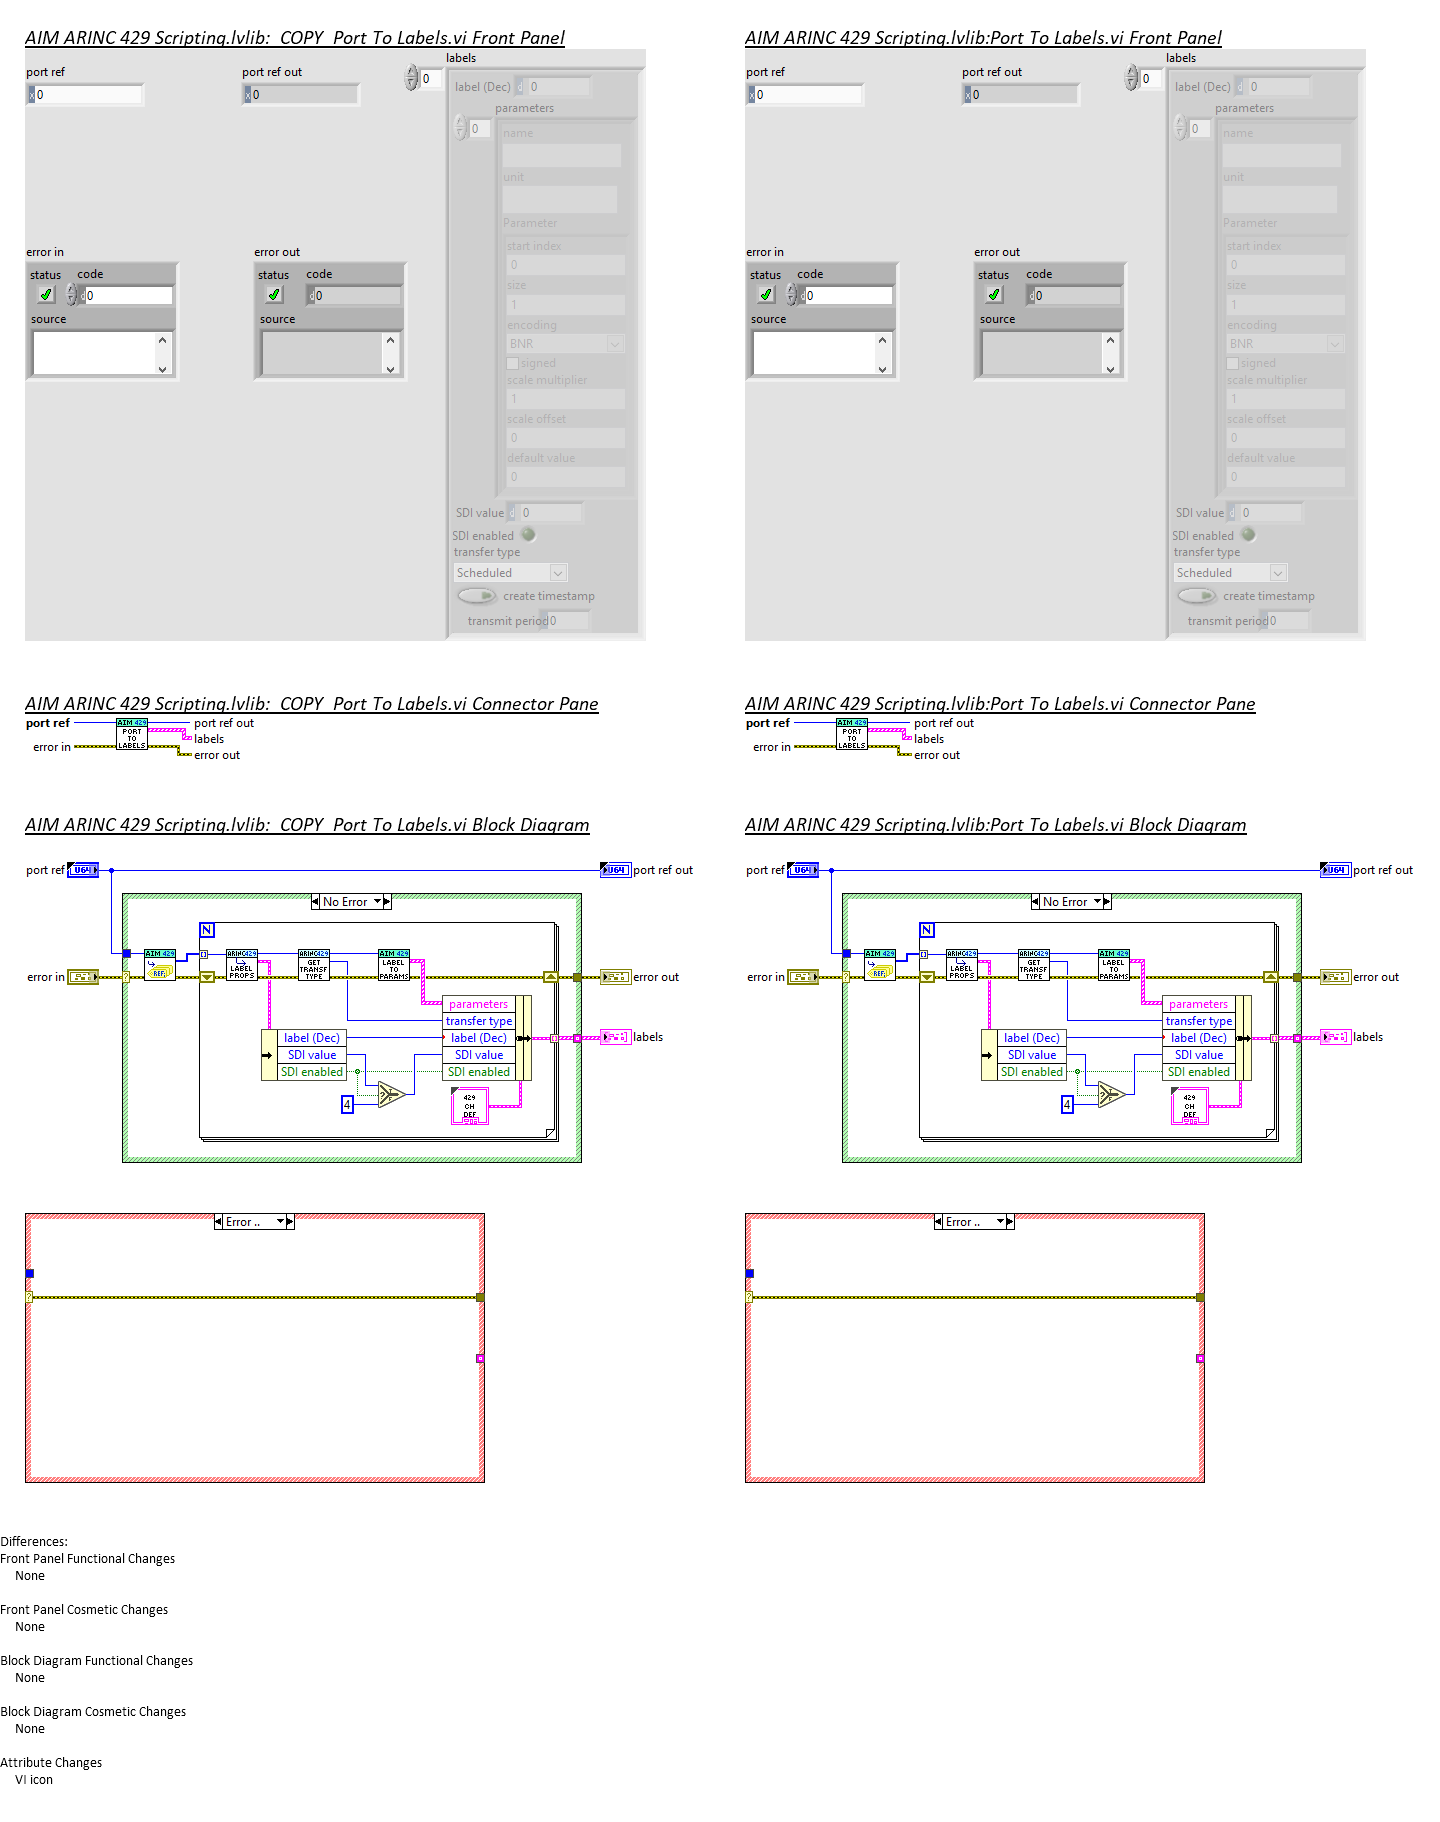 AIM ARINC 429 Scripting.lvlib:  COPY  Port To Labels.vi Front Panel
labels
port ref
port ref out
0
x 0
x 0
label (Dec) d 0
parameters
0
name
unit
Parameter
error in
error out
start index
0
status code
status code
d 0
d 0
size
1
source
source
encoding
BNR
signed
scale multiplier
1
scale offset
0
default value
0
SDI value d 0
SDI enabled
transfer type
Scheduled
create timestamp
transmit period 0
AIM ARINC 429 Scripting.lvlib:Port To Labels.vi Front Panel
labels
port ref
port ref out
0
x 0
x 0
label (Dec) d 0
parameters
0
name
unit
Parameter
error in
error out
start index
0
status code
status code
d 0
d 0
size
1
source
source
encoding
BNR
signed
scale multiplier
1
scale offset
0
default value
0
SDI value d 0
SDI enabled
transfer type
Scheduled
create timestamp
transmit period 0
AIM ARINC 429 Scripting.lvlib:  COPY  Port To Labels.vi Connector Pane
port ref
AIM 429
PORT
TO
LABELS
port ref out
labels
error in
error out
AIM ARINC 429 Scripting.lvlib:Port To Labels.vi Connector Pane
port ref
AIM 429
PORT
TO
LABELS
port ref out
labels
error in
error out
AIM ARINC 429 Scripting.lvlib:  COPY  Port To Labels.vi Block Diagram
port ref U64
U64 port ref out
No Error
N
AIM 429
REF
ARINC429
LABEL
PROPS
ARINC429
GET
TRANSF
TYPE
AIM 429
LABEL
TO
PARAMS
error in
?
error out
parameters
transfer type
label (Dec)
label (Dec)
labels
SDI value
SDI value
SDI enabled
SDI enabled
?
T
F
4
429
CH
DEF
Error ..
?
AIM ARINC 429 Scripting.lvlib:Port To Labels.vi Block Diagram
port ref U64
U64 port ref out
No Error
N
AIM 429
REF
ARINC429
LABEL
PROPS
ARINC429
GET
TRANSF
TYPE
AIM 429
LABEL
TO
PARAMS
error in
?
error out
parameters
transfer type
label (Dec)
label (Dec)
labels
SDI value
SDI value
SDI enabled
SDI enabled
?
T
F
4
429
CH
DEF
Error ..
?
Differences:
Front Panel Functional Changes
None
Front Panel Cosmetic Changes
None
Block Diagram Functional Changes
None
Block Diagram Cosmetic Changes
None
Attribute Changes
VI icon